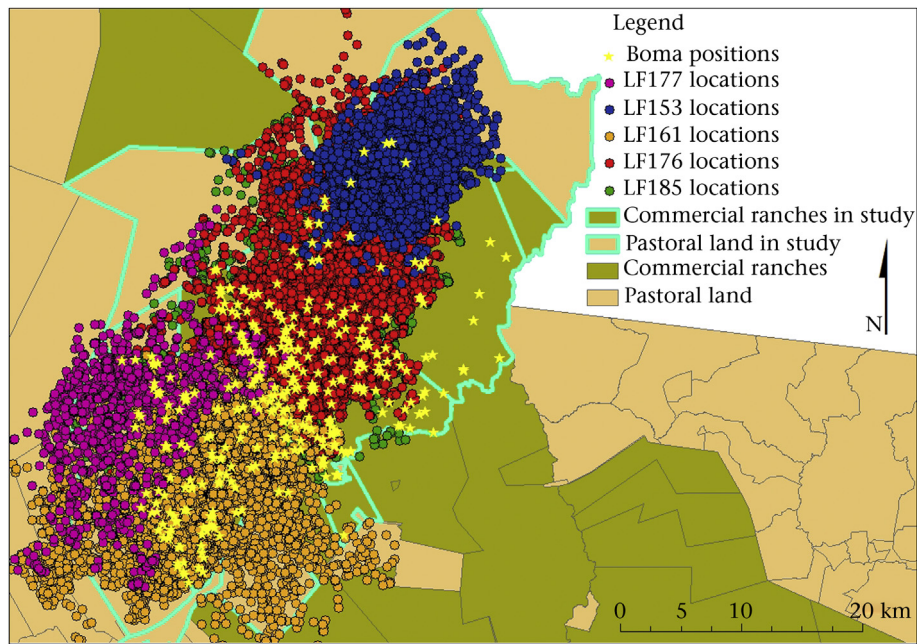 Legend
Boma positions
LF177 locations
LF153 locations
LF161 locations
LF176 locations
LF185 locations
Commercial ranches in study
Pastoral land in study
Commercial ranches
Pastoral land
N
0 5 10 20 km